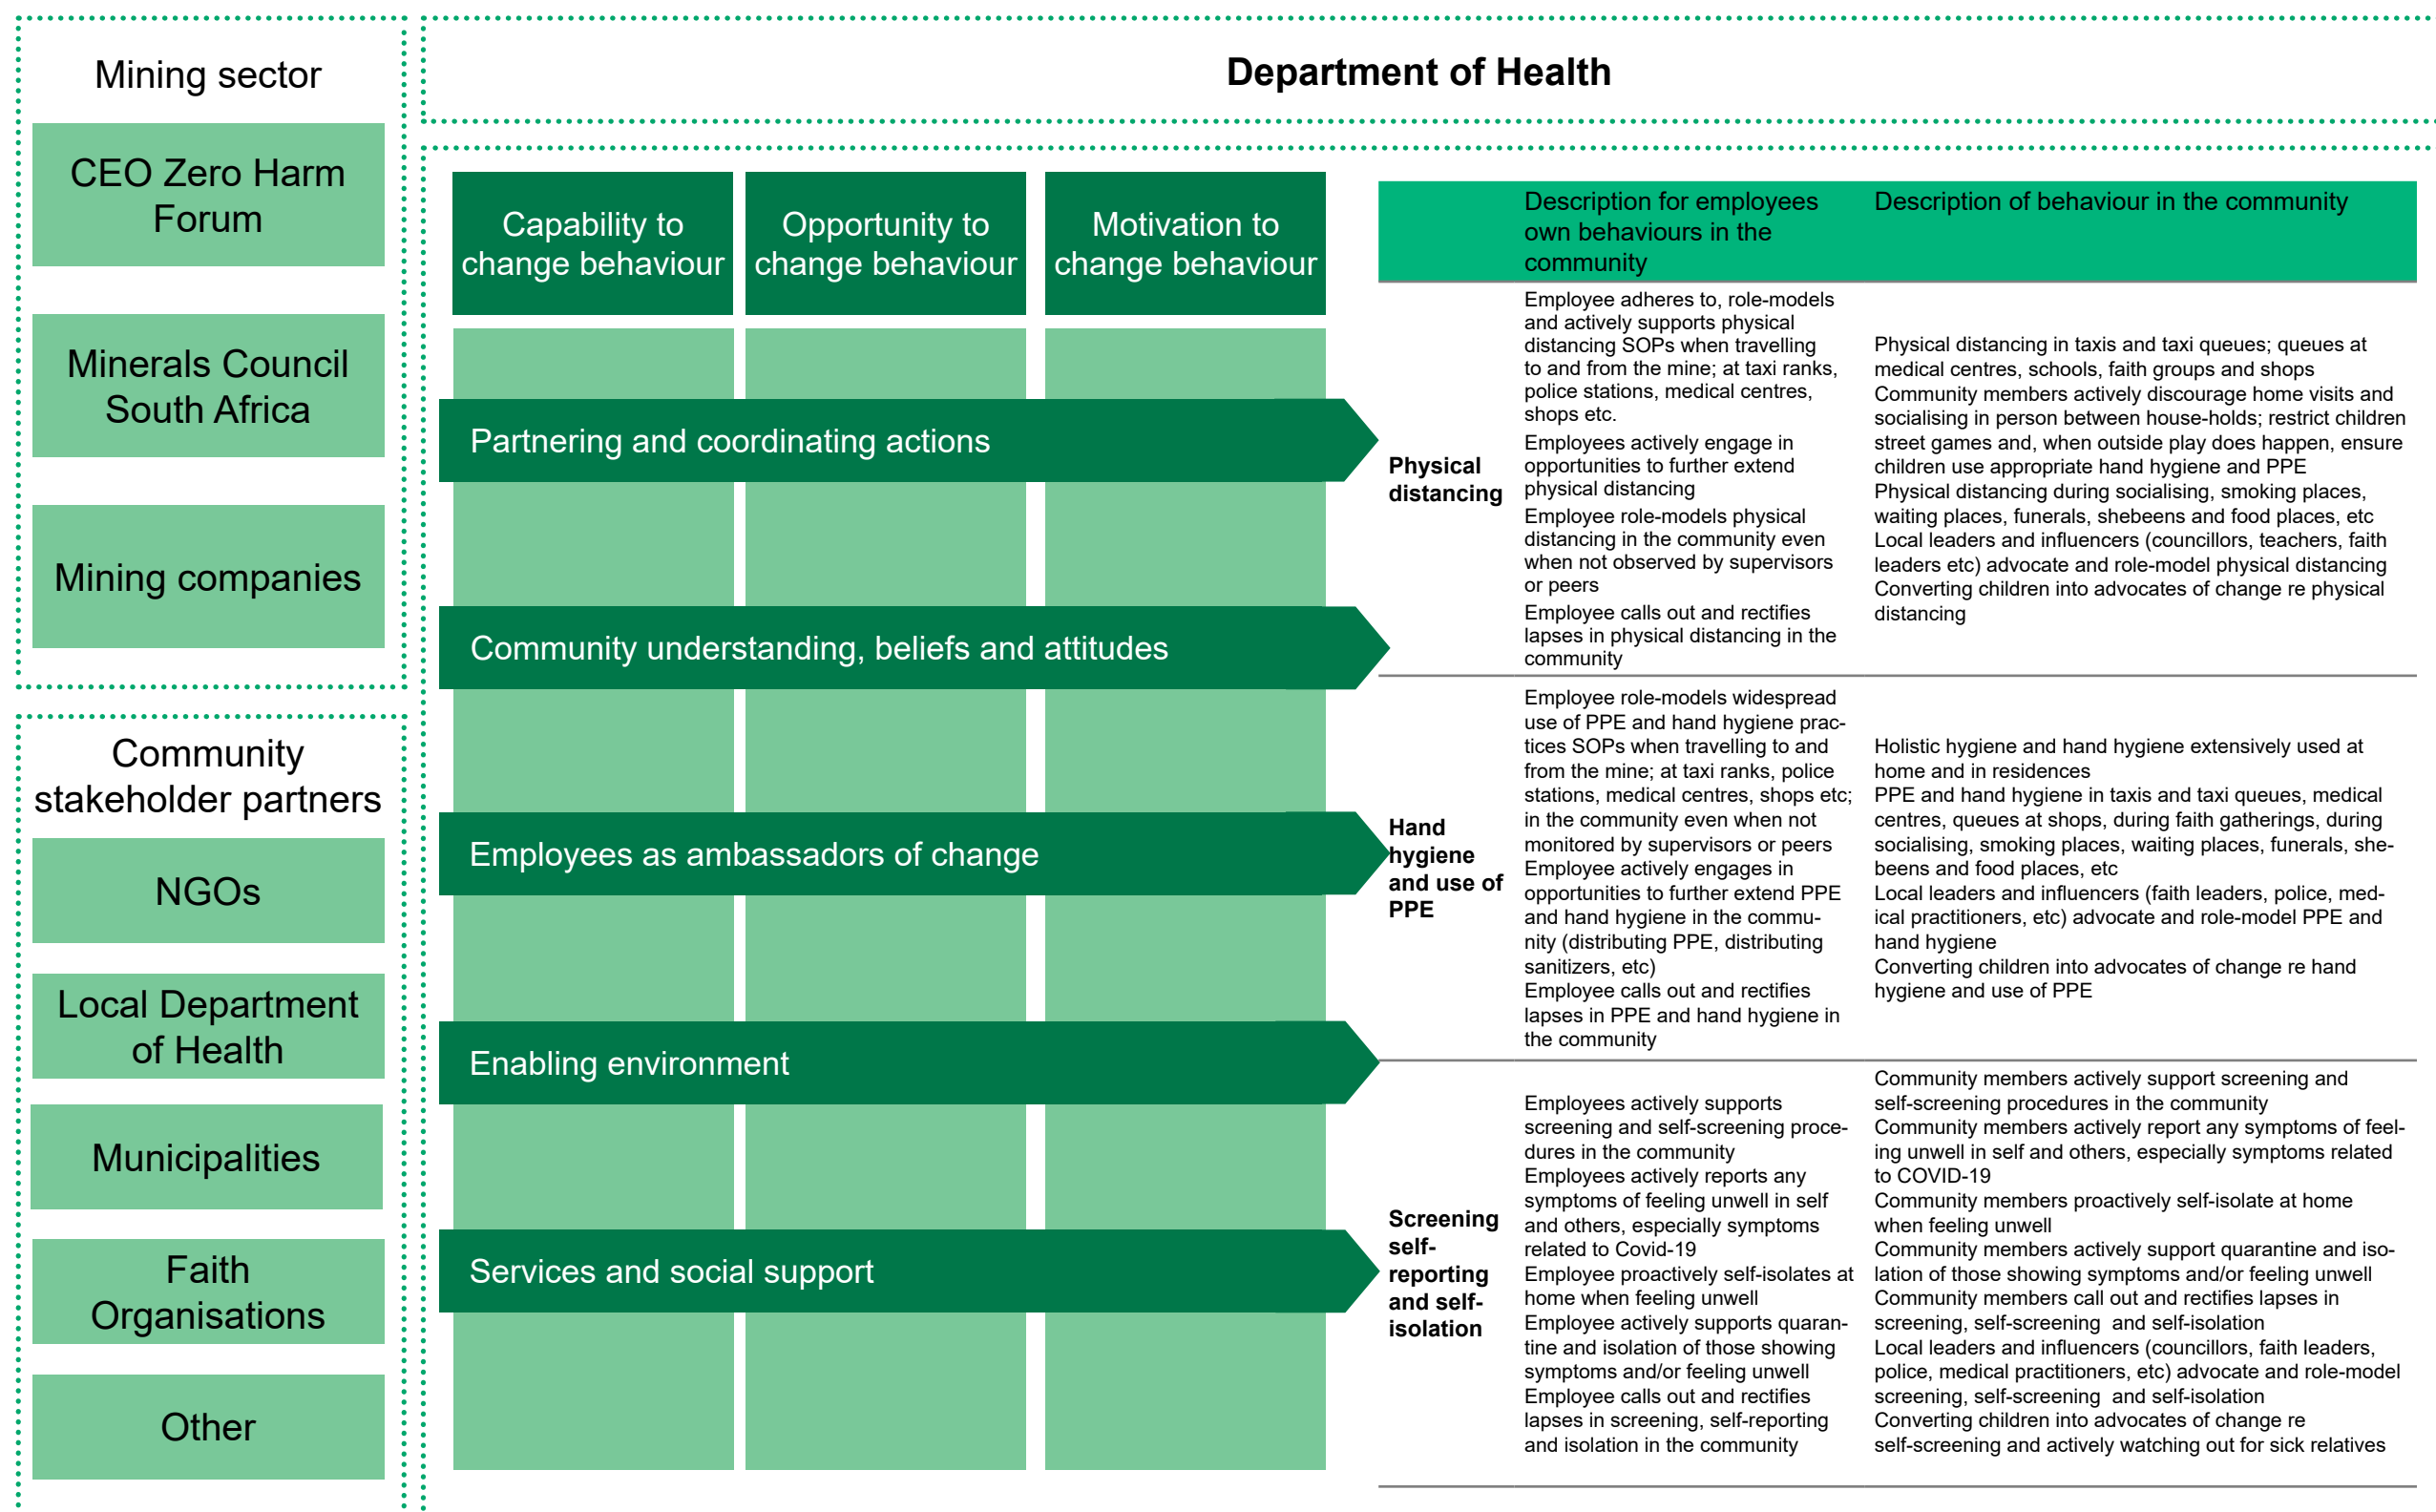 Mining sector
CEO Zero Harm
Forum
Minerals Council
South Africa
Mining companies
Community
stakeholder partners
NGOs
Local Department
of Health
Municipalities
Faith
Organisations
Other
Department of Health
Capability to
change behaviour
Opportunity to
change behaviour
Motivation to
change behaviour
Partnering and coordinating actions
Community understanding, beliefs and attitudes
Employees as ambassadors of change
Enabling environment
Services and social support
Description for employees
own behaviours in the
community
Description of behaviour in the community
Physical
distancing
Employee adheres to, role-models
and actively supports physical
distancing SOPs when travelling
to and from the mine; at taxi ranks,
police stations, medical centres,
shops etc.
Employees actively engage in
opportunities to further extend
physical distancing
Employee role-models physical
distancing in the community even
when not observed by supervisors
or peers
Employee calls out and rectifies
lapses in physical distancing in the
community
Physical distancing in taxis and taxi queues; queues at
medical centres, schools, faith groups and shops
Community members actively discourage home visits and
socialising in person between house-holds; restrict children
street games and, when outside play does happen, ensure
children use appropriate hand hygiene and PPE
Physical distancing during socialising, smoking places,
waiting places, funerals, shebeens and food places, etc
Local leaders and influencers (councillors, teachers, faith
leaders etc) advocate and role-model physical distancing
Converting children into advocates of change re physical
distancing
Hand
hygiene
and use of
PPE
Employee role-models widespread
use of PPE and hand hygiene prac-
tices SOPs when travelling to and
from the mine; at taxi ranks, police
stations, medical centres, shops etc;
in the community even when not
monitored by supervisors or peers
Employee actively engages in
opportunities to further extend PPE
and hand hygiene in the commu-
nity (distributing PPE, distributing
sanitizers, etc)
Employee calls out and rectifies
lapses in PPE and hand hygiene in
the community
Holistic hygiene and hand hygiene extensively used at
home and in residences
PPE and hand hygiene in taxis and taxi queues, medical
centres, queues at shops, during faith gatherings, during
socialising, smoking places, waiting places, funerals, she-
beens and food places, etc
Local leaders and influencers (faith leaders, police, med-
ical practitioners, etc) advocate and role-model PPE and
hand hygiene
Converting children into advocates of change re hand
hygiene and use of PPE
Screening
self-
reporting
and self-
isolation
Employees actively supports
screening and self-screening proce-
dures in the community
Employees actively reports any
symptoms of feeling unwell in self
and others, especially symptoms
related to Covid-19
Employee proactively self-isolates at
home when feeling unwell
Employee actively supports quaran-
tine and isolation of those showing
symptoms and/or feeling unwell
Employee calls out and rectifies
lapses in screening, self-reporting
and isolation in the community
Community members actively support screening and
self-screening procedures in the community
Community members actively report any symptoms of feel-
ing unwell in self and others, especially symptoms related
to COVID-19
Community members proactively self-isolate at home
when feeling unwell
Community members actively support quarantine and iso-
lation of those showing symptoms and/or feeling unwell
Community members call out and rectifies lapses in
screening, self-screening and self-isolation
Local leaders and influencers (councillors, faith leaders,
police, medical practitioners, etc) advocate and role-model
screening, self-screening and self-isolation
Converting children into advocates of change re
self-screening and actively watching out for sick relatives